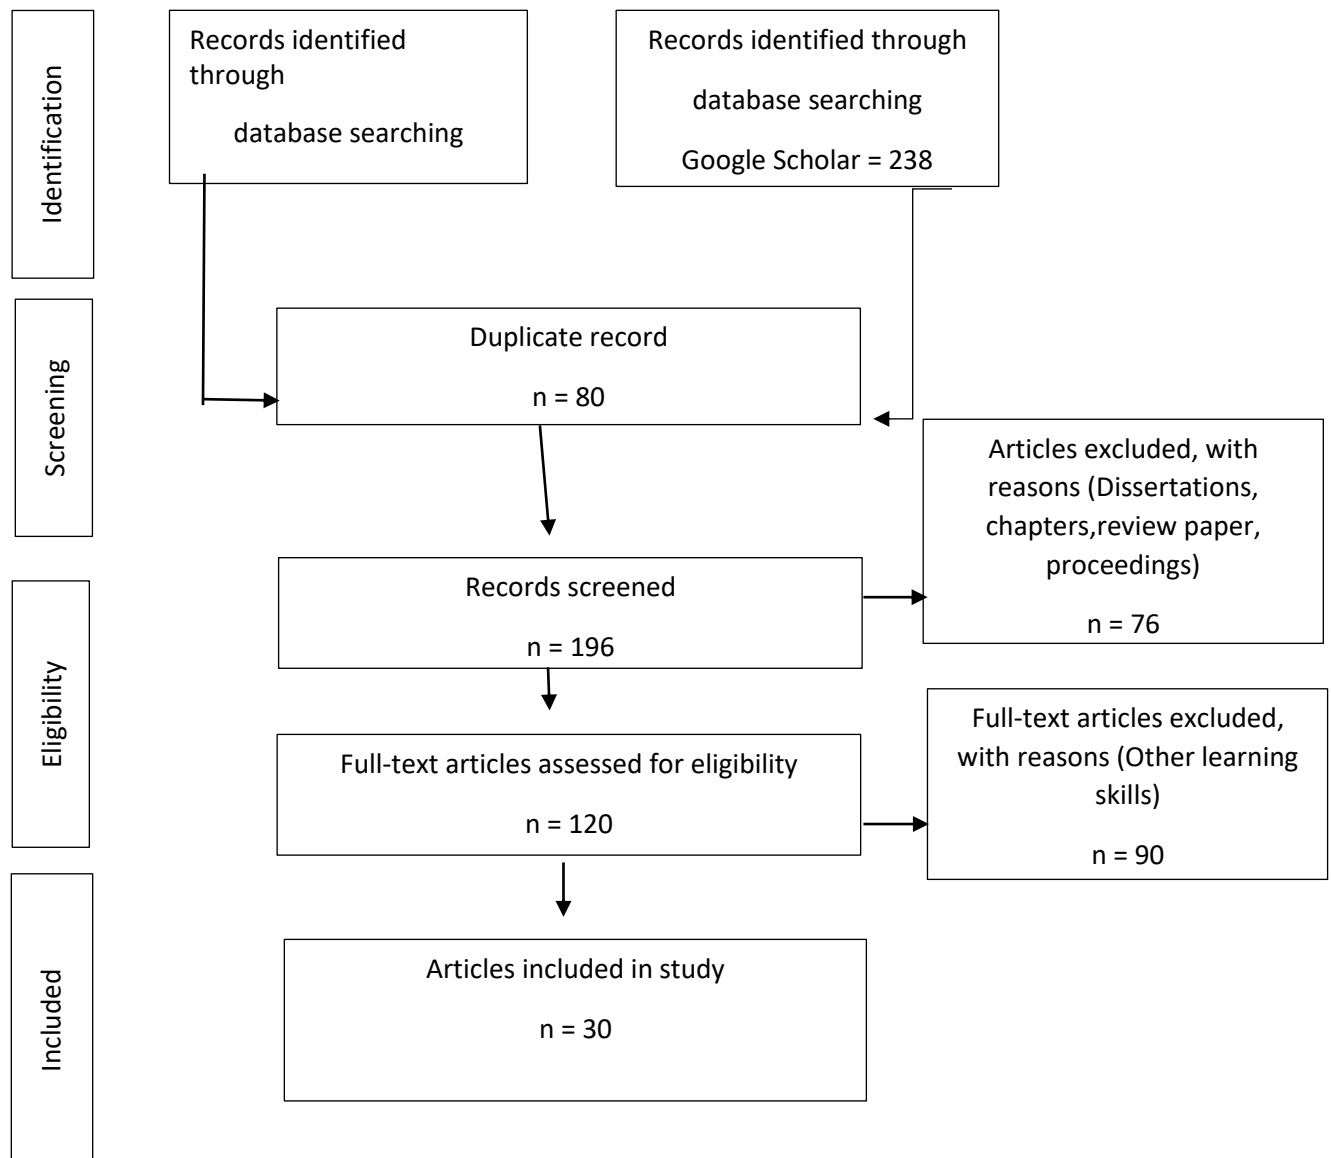 Identification
Records identified
through
database searching
Records identified through
database searching
Google Scholar = 238
Screening
Duplicate record
n = 80
Articles excluded, with
reasons (Dissertations,
chapters,review paper,
proceedings)
n = 76
Eligibility
Records screened
n = 196
Full-text articles assessed for eligibility
n = 120
Full-text articles excluded,
with reasons (Other learning
skills)
n = 90
Included
Articles included in study
n = 30